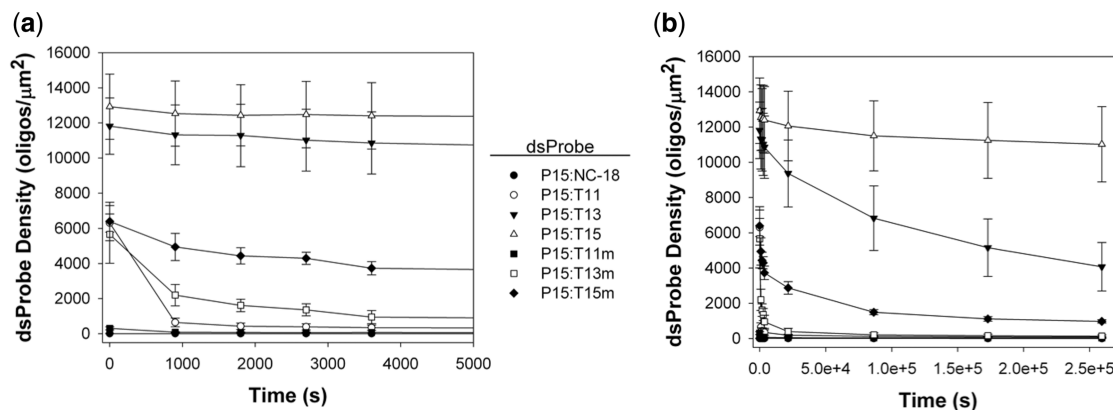 (a)
dsProbe Density (oligos/μm²)
16000
14000
12000
10000
8000
6000
4000
2000
0
0 1000 2000 3000 4000 5000
Time (s)
dsProbe
P15:NC-18
P15:T11
P15:T13
P15:T15
P15:T11m
P15:T13m
P15:T15m
(b)
dsProbe Density (oligos/μm²)
16000
14000
12000
10000
8000
6000
4000
2000
0
0.0 5.0e+4 1.0e+5 1.5e+5 2.0e+5 2.5e+5
Time (s)